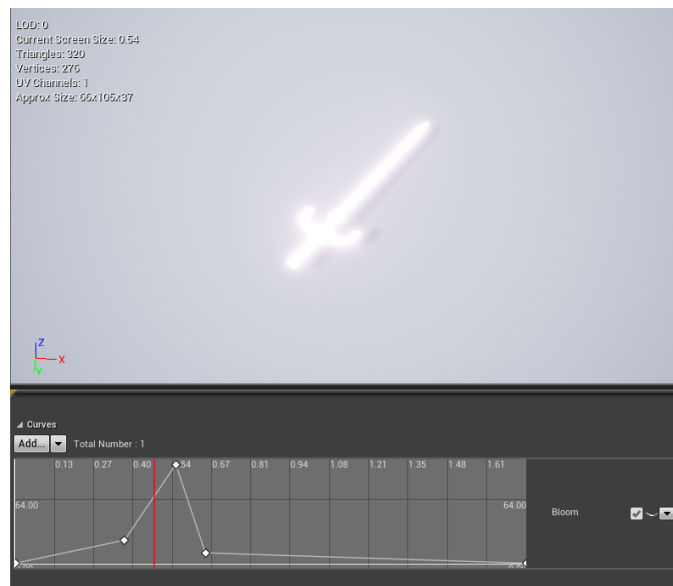 LOD: 0
Current Screen Size: 0.54
Triangles: 320
Vertices: 276
UV Channels: 1
Approx Size: 66x105x37
Z
X
Y
Curves
Add...
Total Number : 1
0.13 0.27 0.40 0.54 0.67 0.81 0.94 1.08 1.21 1.35 1.48 1.61
64.00 64.00
Bloom